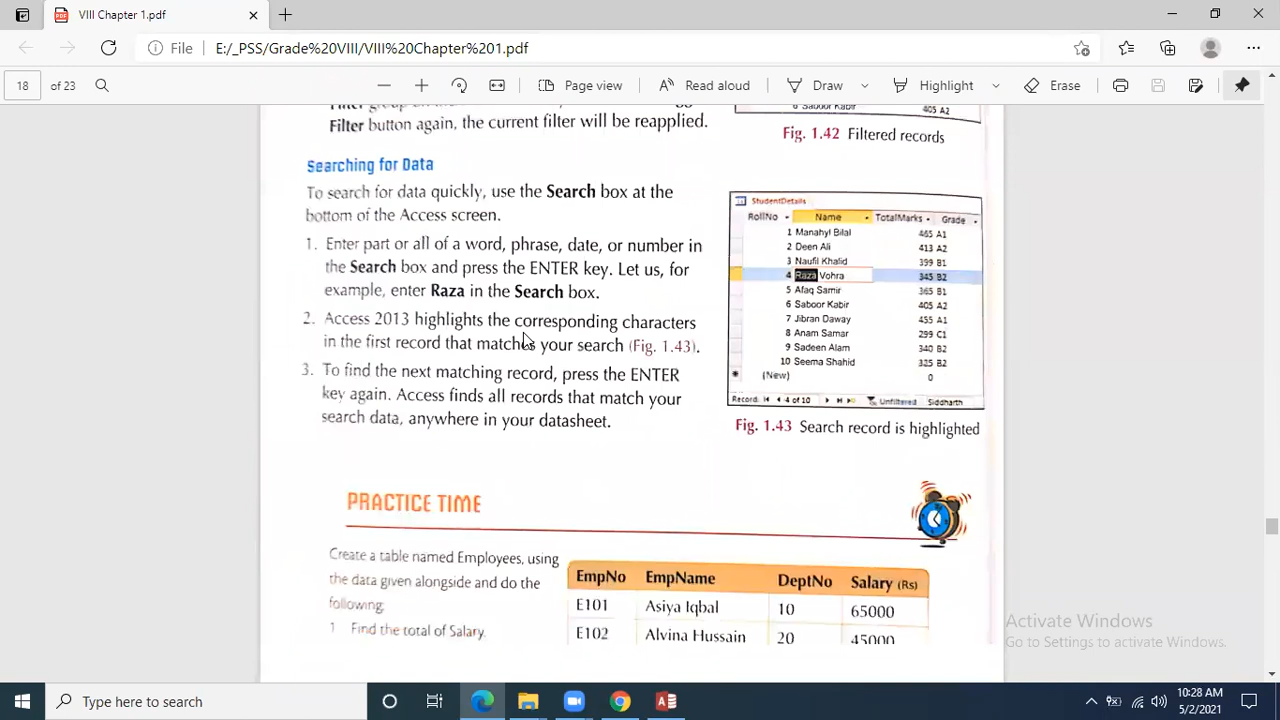 VIII Chapter 1.pdf
File E:/_PSS/Grade%20VIII/VIII%20Chapter%201.pdf
18 of 23 Page view Read aloud Draw Highlight Erase
Filter button again, the current filter will be reapplied.
6 Saboor Kabir 405 A2
Fig. 1.42 Filtered records
Searching for Data
To search for data quickly, use the Search box at the
bottom of the Access screen.
1. Enter part or all of a word, phrase, date, or number in
the Search box and press the ENTER key. Let us, for
example, enter Raza in the Search box.
2. Access 2013 highlights the corresponding characters
in the first record that matches your search (Fig. 1.43).
3. To find the next matching record, press the ENTER
key again. Access finds all records that match your
search data, anywhere in your datasheet.
StudentDetails
RollNo Name TotalMarks Grade
1 Manahyl Bilal 465 A1
2 Deen Ali 413 A2
3 Naufil Khalid 399 B1
4 Raza Vohra 345 B2
5 Afaq Samir 365 B1
6 Saboor Kabir 405 A2
7 Jibran Daway 455 A1
8 Anam Samar 299 C1
9 Sadeen Alam 340 B2
10 Seema Shahid 325 B2
(New) 0
Record: 4 of 10 Unfiltered Siddharth
Fig. 1.43 Search record is highlighted
PRACTICE TIME
Create a table named Employees, using
the data given alongside and do the
following:
1 Find the total of Salary.
EmpNo EmpName DeptNo Salary (Rs)
E101 Asiya Iqbal 10 65000
E102 Alvina Hussain 20 45000
Activate Windows
Go to Settings to activate Windows.
Type here to search
10:28 AM
5/2/2021